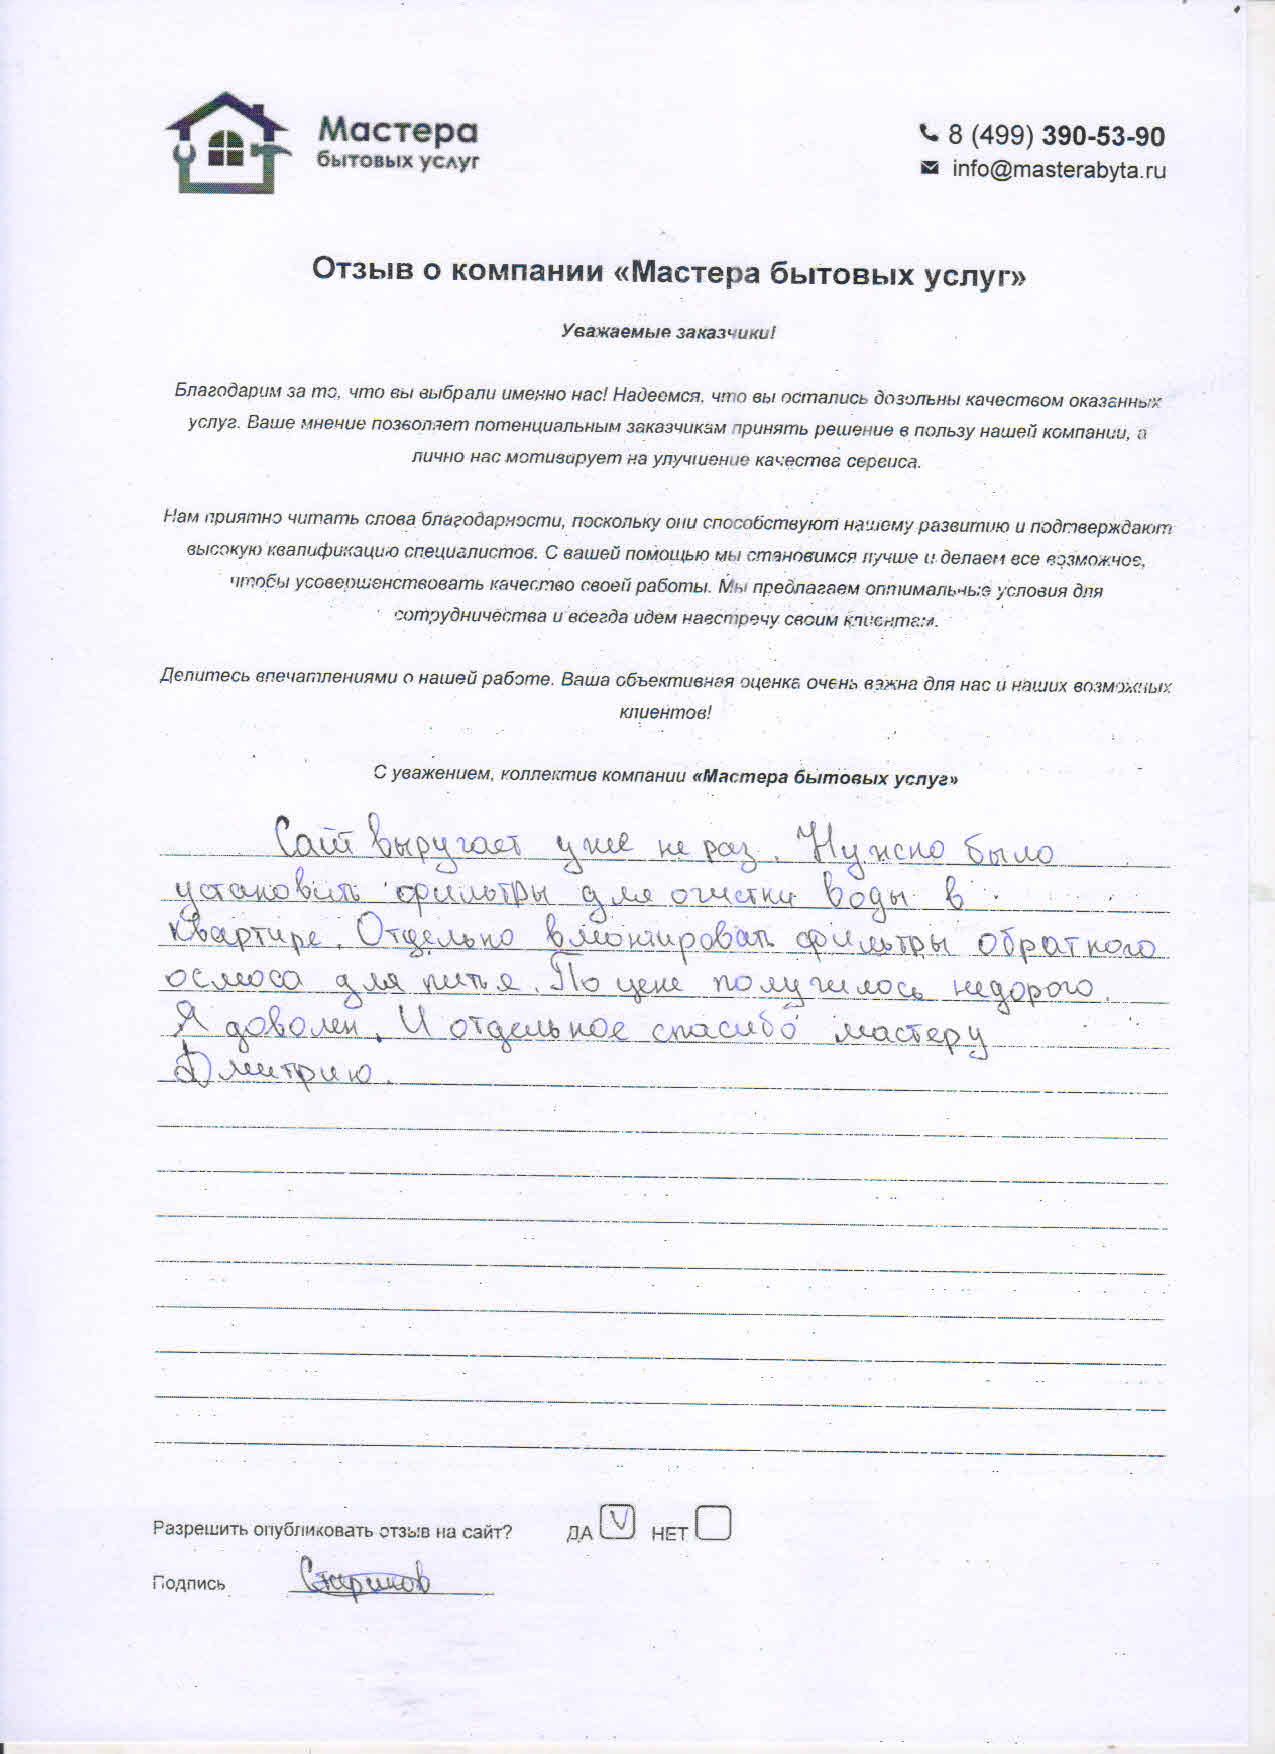 Мастера
бытовых услуг
8 (499) 390-53-90
info@masterabyta.ru
Отзыв о компании «Мастера бытовых услуг»
Уважаемые заказчики!
Благодарим за то, что вы выбрали именно нас! Надеемся, что вы остались довольны качеством оказанных
услуг. Ваше мнение позволяет потенциальным заказчикам принять решение в пользу нашей компании, а
лично нас мотивирует на улучшение качества сервиса.
Нам приятно читать слова благодарности, поскольку они способствуют нашему развитию и подтверждают
высокую квалификацию специалистов. С вашей помощью мы становимся лучше и делаем все возможное,
чтобы усовершенствовать качество своей работы. Мы предлагаем оптимальные условия для
сотрудничества и всегда идем навстречу своим клиентам.
Делитесь впечатлениями о нашей работе. Ваша объективная оценка очень важна для нас и наших возможных
клиентов!
С уважением, коллектив компании «Мастера бытовых услуг»
Сайт выручает уже не раз. Нужно было
установить фильтры для очистки воды в
квартире. Отдельно вмонтировать фильтры обратного
осмоса для питья. По цене получилось недорого.
Я доволен. И отдельное спасибо мастеру
Дмитрию.
Разрешить опубликовать отзыв на сайт? ДА V НЕТ
Подпись Стариков